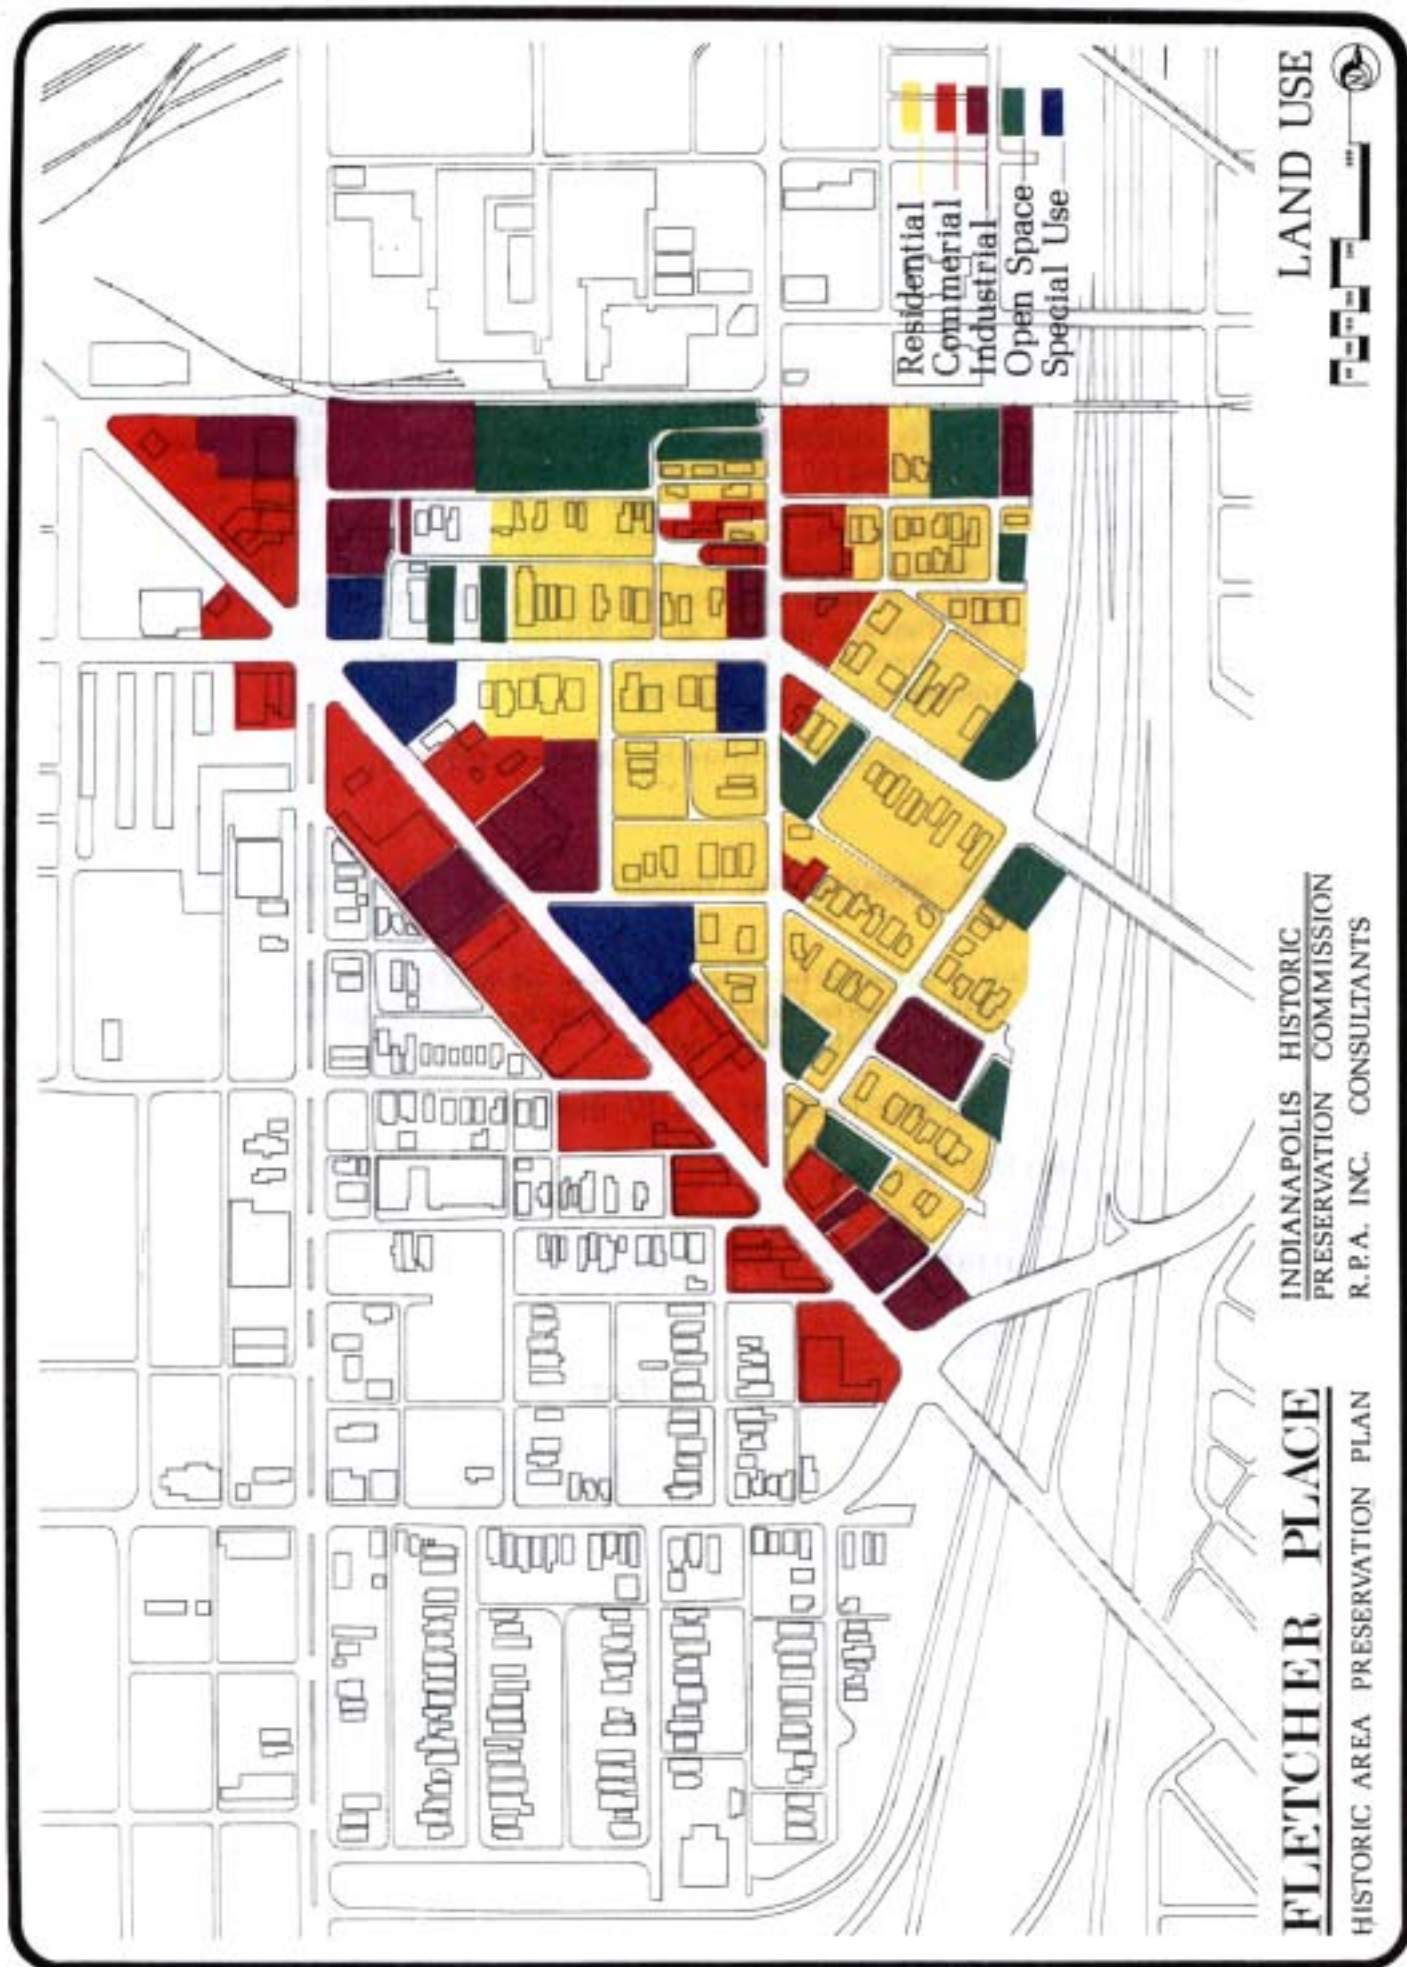 Residential
Commerial
Industrial
Open Space
Special Use
LAND USE
N
FLETCHER PLACE
HISTORIC AREA PRESERVATION PLAN
INDIANAPOLIS HISTORIC
PRESERVATION COMMISSION
R.P.A. INC. CONSULTANTS